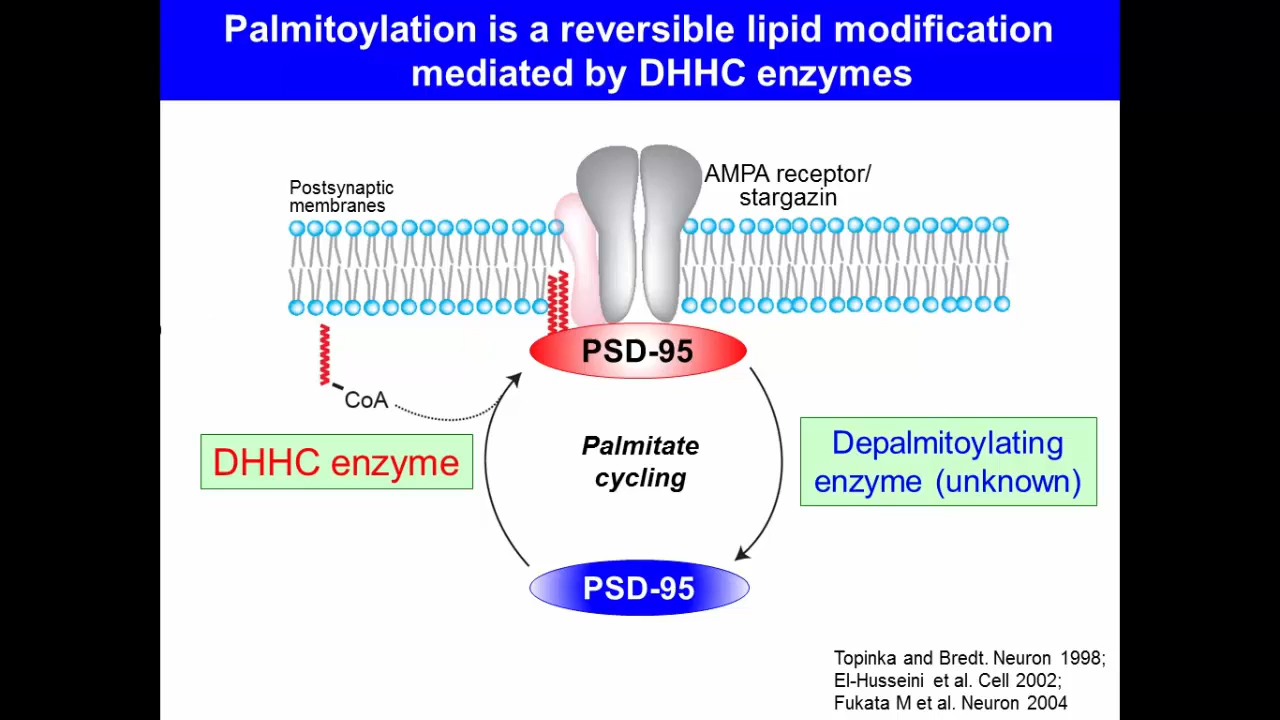 Palmitoylation is a reversible lipid modification
mediated by DHHC enzymes
Postsynaptic
membranes
AMPA receptor/
stargazin
PSD-95
CoA
DHHC enzyme
Palmitate
cycling
Depalmitoylating
enzyme (unknown)
PSD-95
Topinka and Bredt. Neuron 1998;
El-Husseini et al. Cell 2002;
Fukata M et al. Neuron 2004